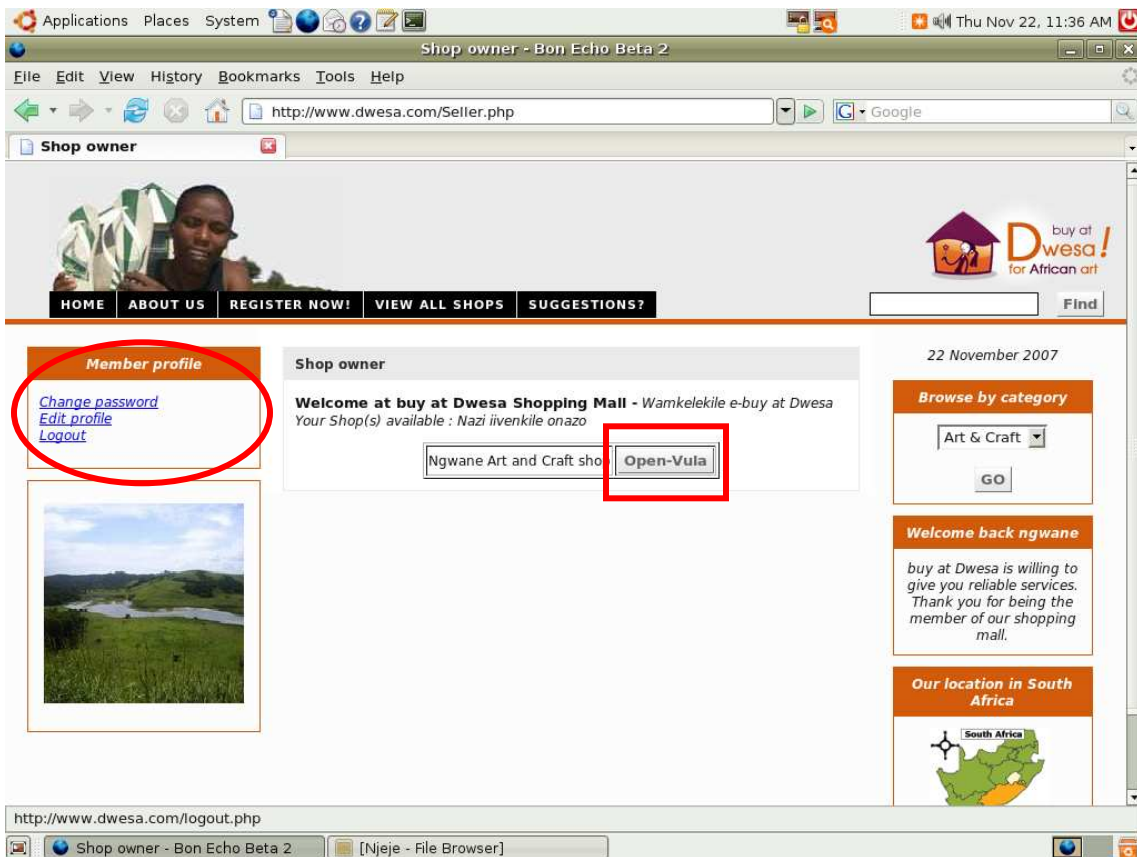 Applications Places System
Thu Nov 22, 11:36 AM
Shop owner - Bon Echo Beta 2
File Edit View History Bookmarks Tools Help
http://www.dwesa.com/Seller.php
G
Google
Shop owner
buy at
Dwesa!
for African art
HOME ABOUT US REGISTER NOW! VIEW ALL SHOPS SUGGESTIONS?
Find
Member profile
Change password
Edit profile
Logout
Shop owner
Welcome at buy at Dwesa Shopping Mall - Wamkelekile e-buy at Dwesa
Your Shop(s) available : Nazi iivenkile onazo
Ngwane Art and Craft shop
Open-Vula
22 November 2007
Browse by category
Art & Craft
GO
Welcome back ngwane
buy at Dwesa is willing to
give you reliable services.
Thank you for being the
member of our shopping
mall.
Our location in South
Africa
South Africa
http://www.dwesa.com/logout.php
Shop owner - Bon Echo Beta 2
[Njeje - File Browser]